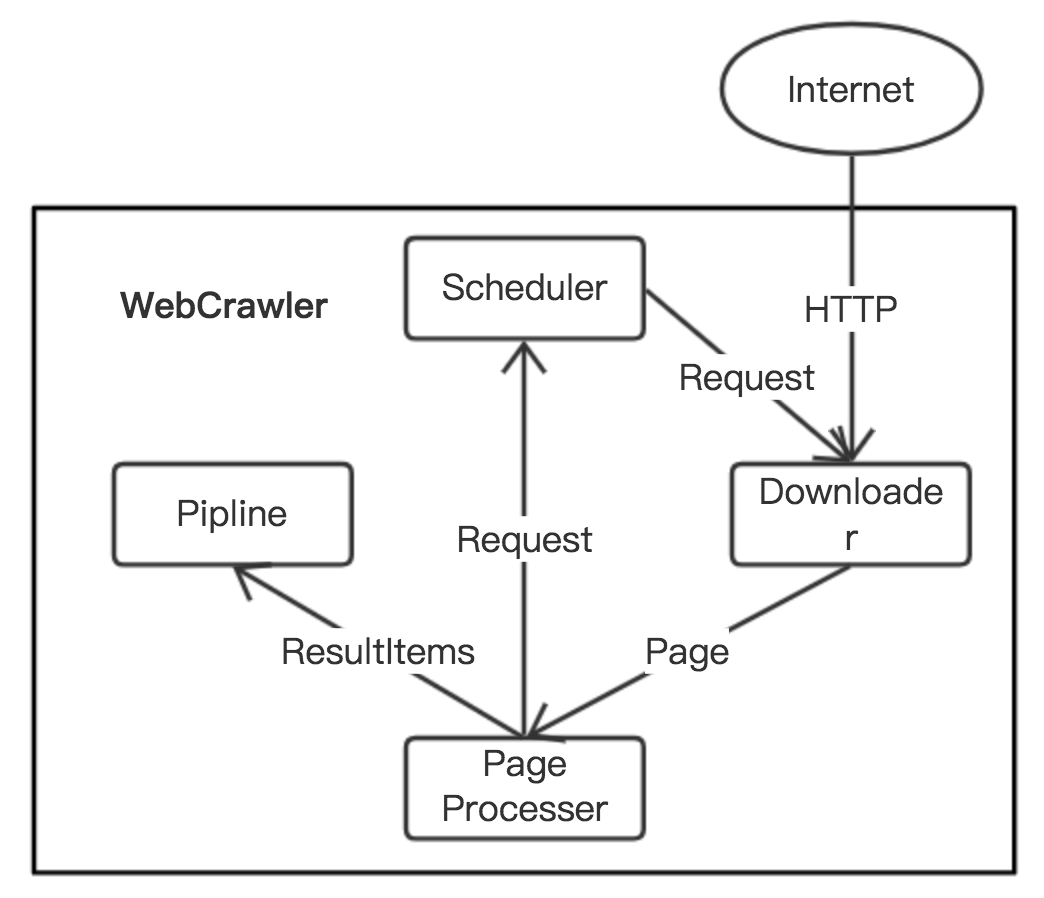 Internet
Scheduler
WebCrawler
HTTP
Request
Downloade
r
Pipline
Request
ResultItems
Page
Page
Processer